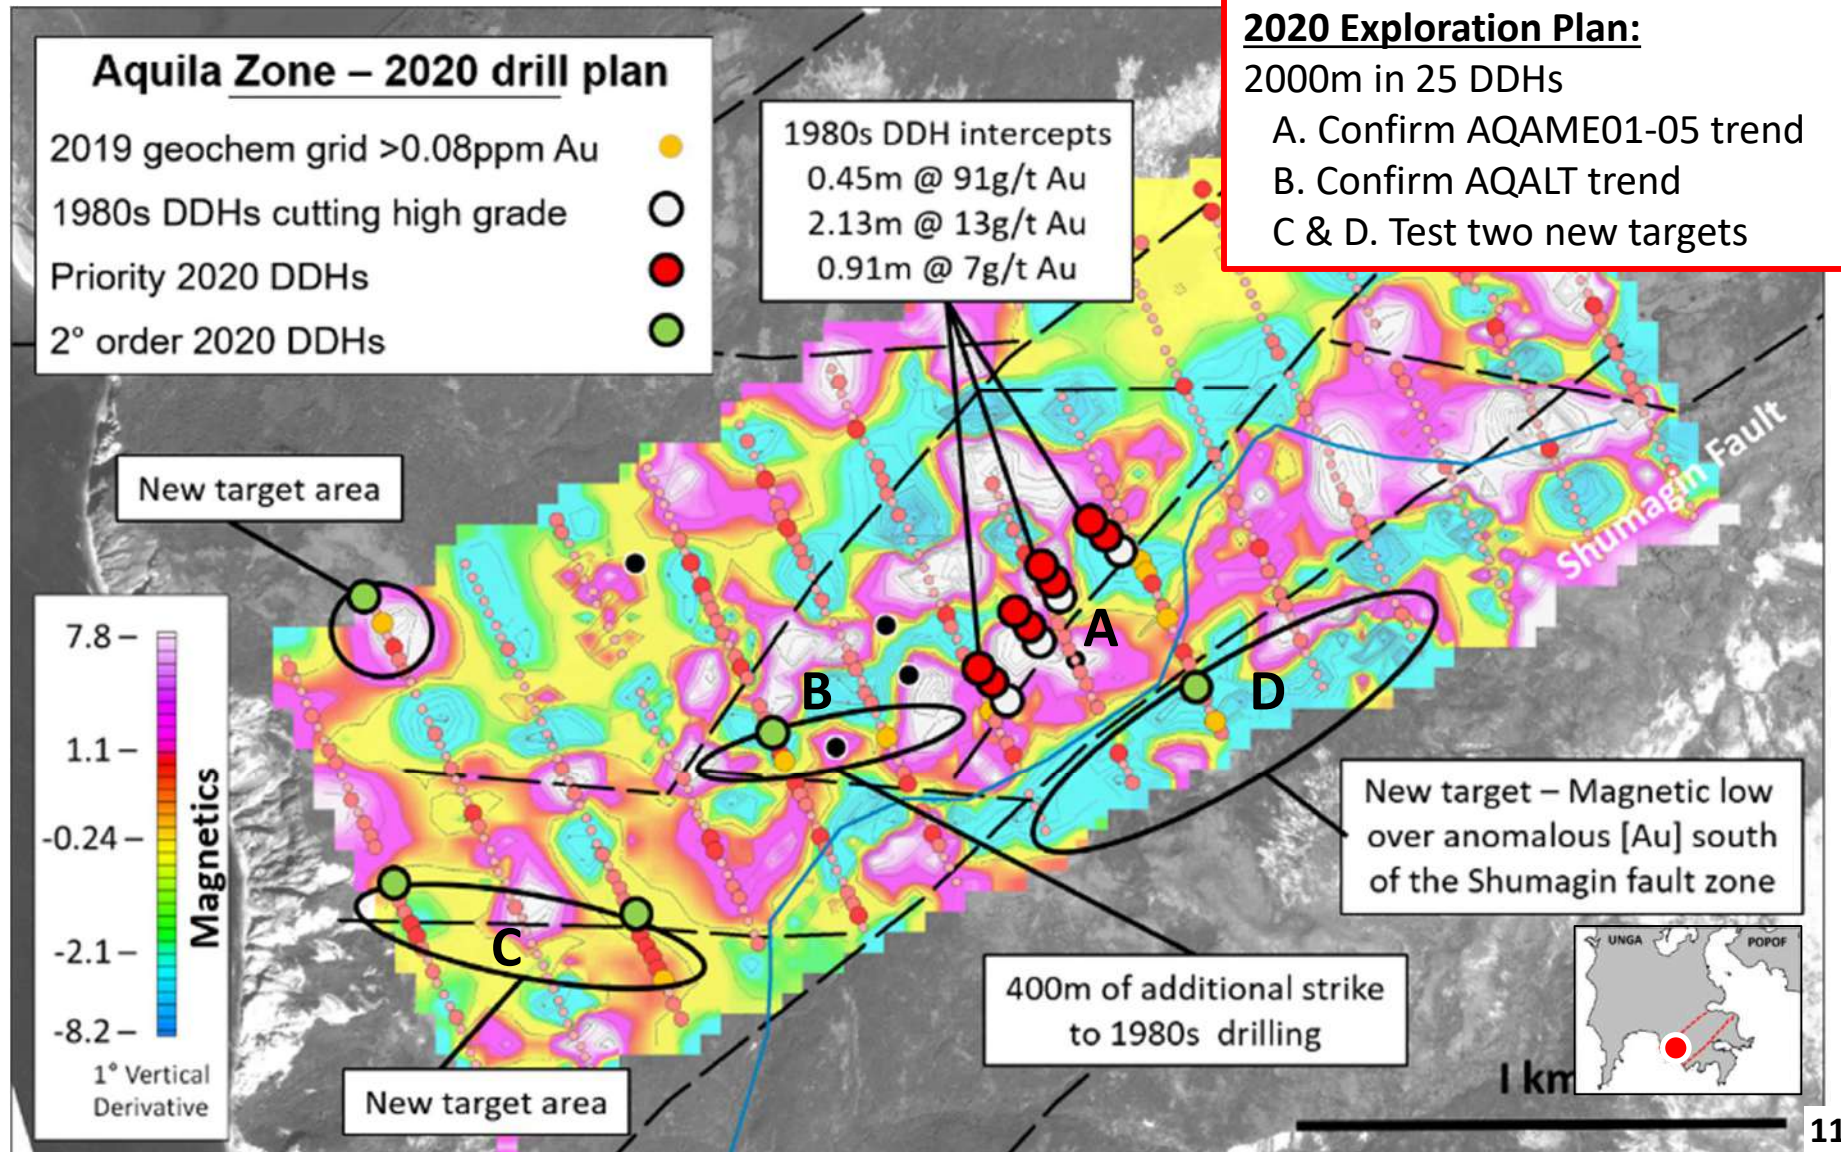 Aquila Zone – 2020 drill plan
2019 geochem grid >0.08ppm Au
1980s DDHs cutting high grade
Priority 2020 DDHs
2° order 2020 DDHs
1980s DDH intercepts
0.45m @ 91g/t Au
2.13m @ 13g/t Au
0.91m @ 7g/t Au
2020 Exploration Plan:
2000m in 25 DDHs
A. Confirm AQAME01-05 trend
B. Confirm AQALT trend
C & D. Test two new targets
New target area
Shumagin Fault
A
B
D
C
7.8
1.1
-0.24
-2.1
-8.2
Magnetics
1° Vertical
Derivative
New target – Magnetic low
over anomalous [Au] south
of the Shumagin fault zone
400m of additional strike
to 1980s drilling
New target area
UNGA
POPOF
1 km
11